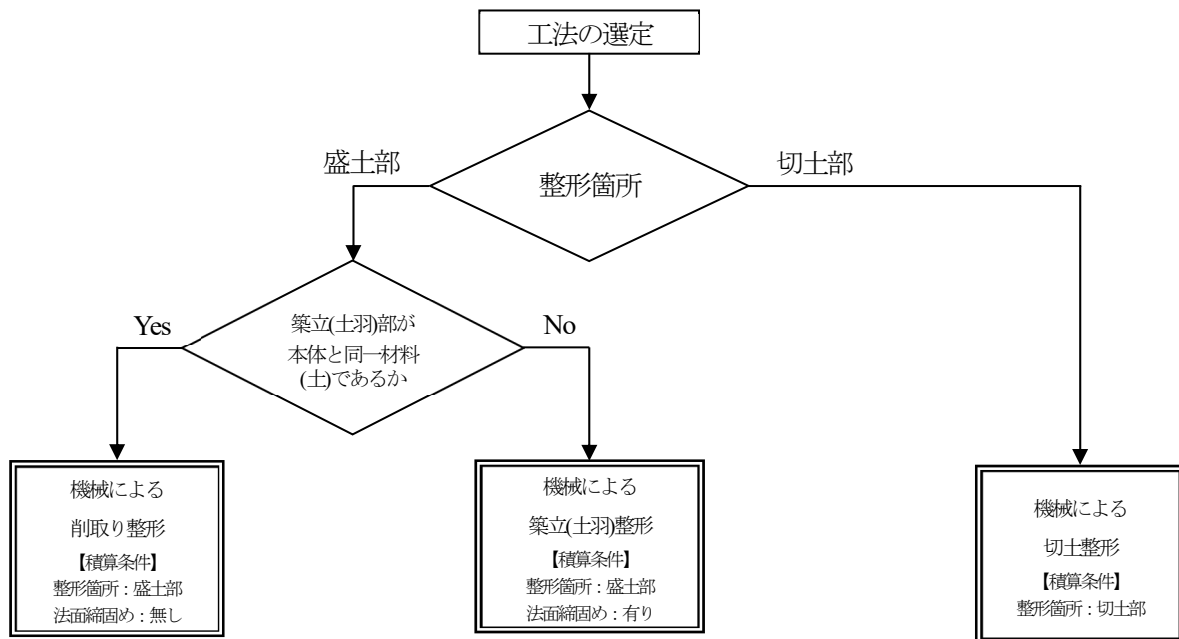 工法の選定
盛土部
切土部
整形箇所
Yes
築立(土羽)部が
本体と同一材料
(土)であるか
No
機械による
削取り整形
【積算条件】
整形箇所：盛土部
法面締固め：無し
機械による
築立(土羽)整形
【積算条件】
整形箇所：盛土部
法面締固め：有り
機械による
切土整形
【積算条件】
整形箇所：切土部